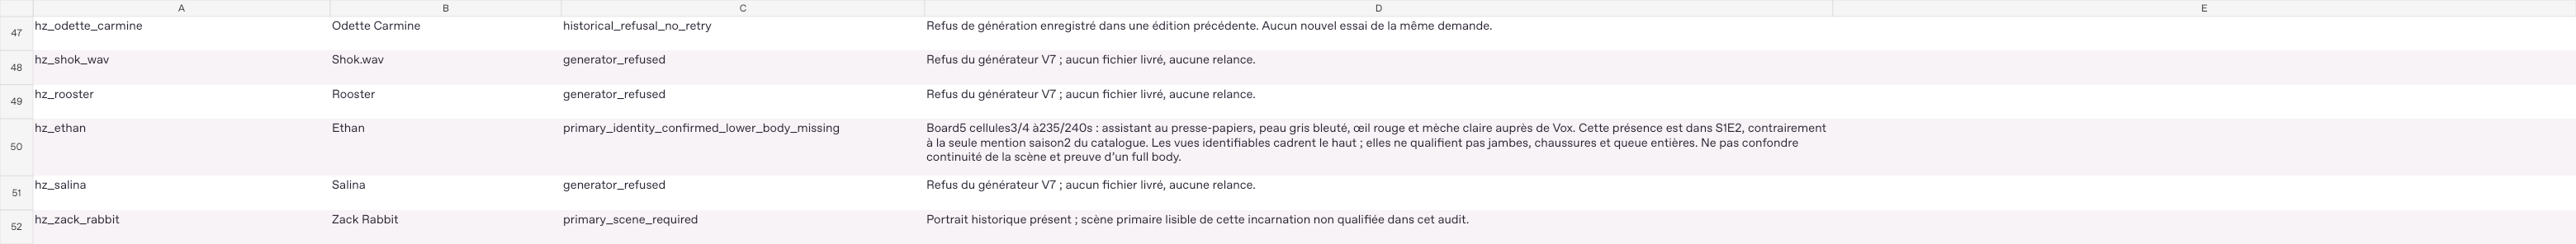 A B C D E
47 hz_odette_carmine Odette Carmine historical_refusal_no_retry Refus de génération enregistré dans une édition précédente. Aucun nouvel essai de la même demande.
48 hz_shok_wav Shok.wav generator_refused Refus du générateur V7 ; aucun fichier livré, aucune relance.
49 hz_rooster Rooster generator_refused Refus du générateur V7 ; aucun fichier livré, aucune relance.
50 hz_ethan Ethan primary_identity_confirmed_lower_body_missing Board5 cellules3/4 à235/240s : assistant au presse-papiers, peau gris bleuté, œil rouge et mèche claire auprès de Vox. Cette présence est dans S1E2, contrairement
à la seule mention saison2 du catalogue. Les vues identifiables cadrent le haut ; elles ne qualifient pas jambes, chaussures et queue entières. Ne pas confondre
continuité de la scène et preuve d’un full body.
51 hz_salina Salina generator_refused Refus du générateur V7 ; aucun fichier livré, aucune relance.
52 hz_zack_rabbit Zack Rabbit primary_scene_required Portrait historique présent ; scène primaire lisible de cette incarnation non qualifiée dans cet audit.